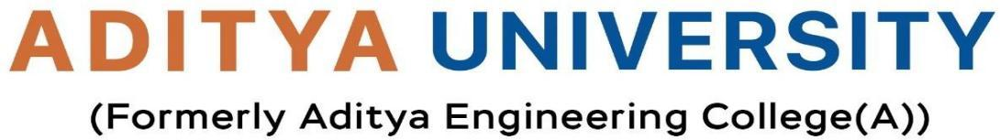 ADITYA UNIVERSITY
(Formerly Aditya Engineering College(A))